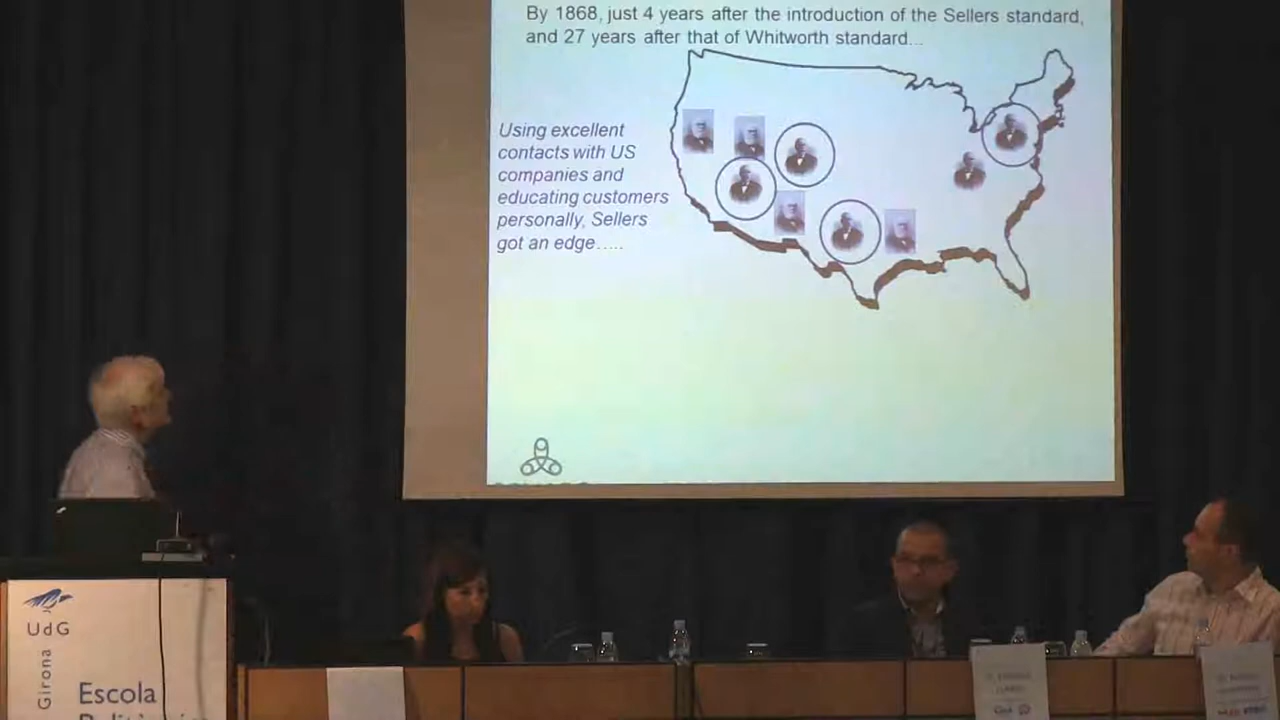 By 1868, just 4 years after the introduction of the Sellers standard,
and 27 years after that of Whitworth standard...
Using excellent
contacts with US
companies and
educating customers
personally, Sellers
got an edge.....
UdG
Girona
Escola